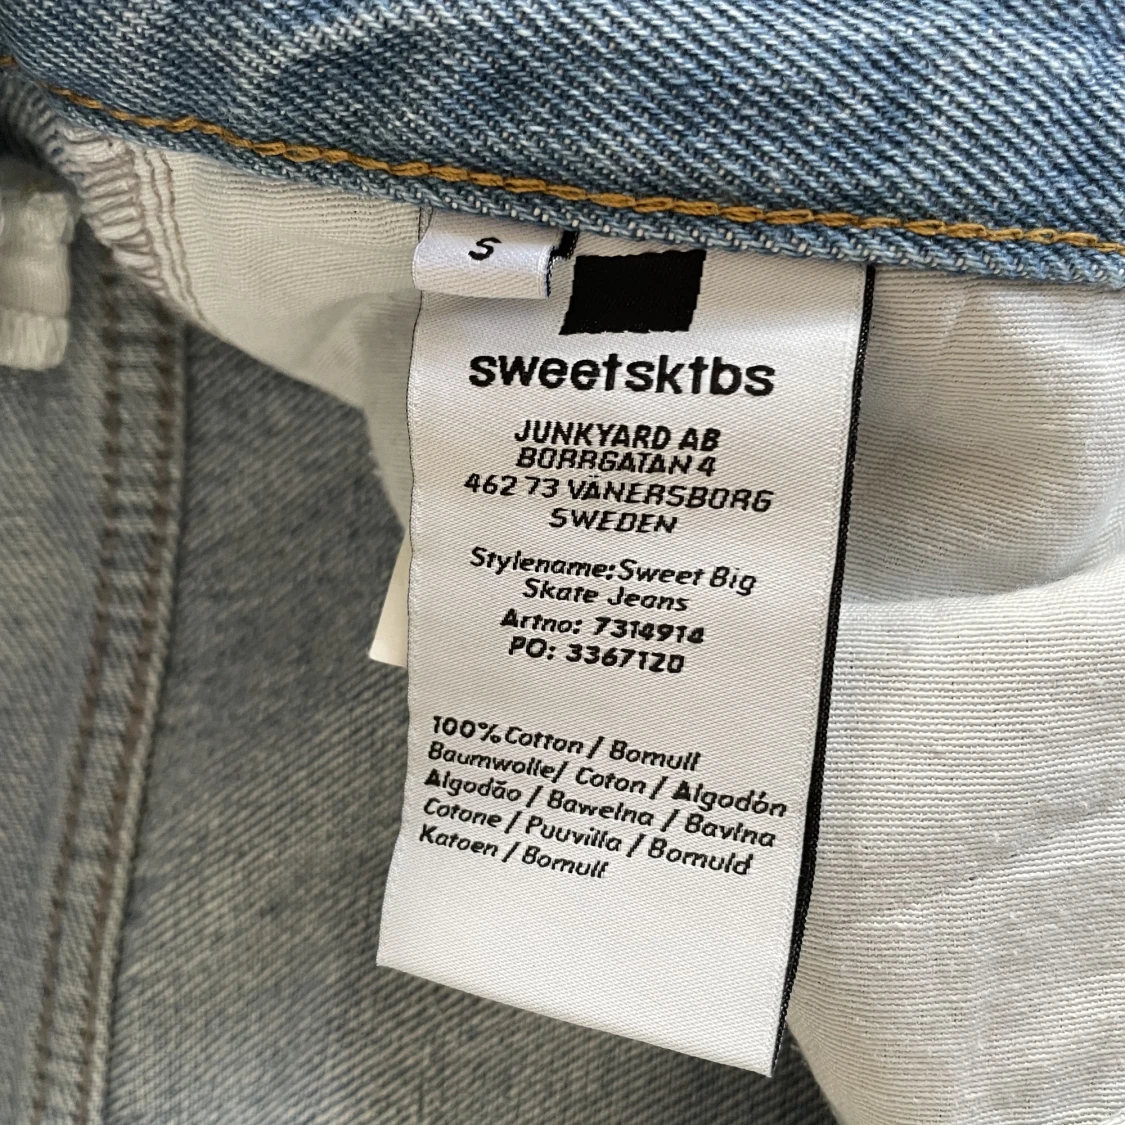 S
sweetsktbs
JUNKYARD AB
BORRGATAN 4
462 73 VÄNERSBORG
SWEDEN
Stylename:Sweet Big
Skate Jeans
Artno: 7314914
PO: 3367120
100% Cotton / Bomull
Baumwolle/ Coton / Algodón
Algodão / Bawełna / Bavlna
Cotone / Puuvilla / Bomuld
Katoen / Bomull